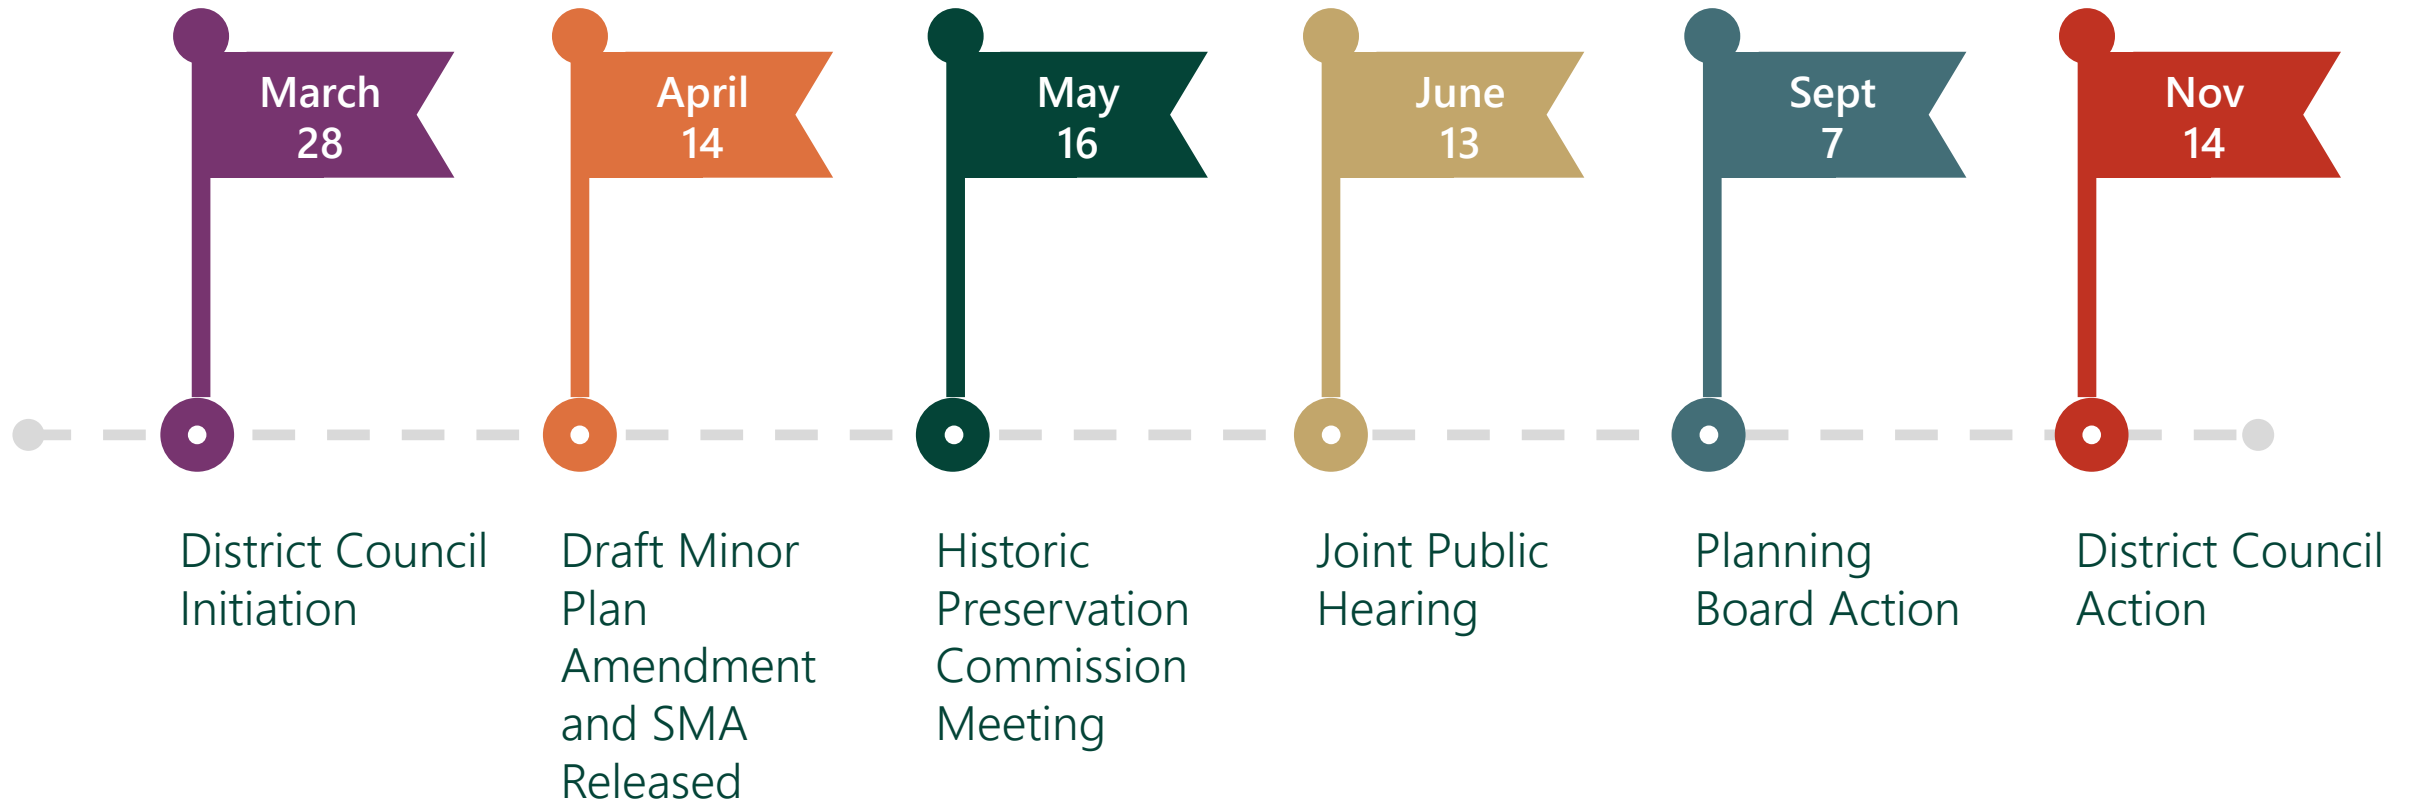 March
28
April
14
May
16
June
13
Sept
7
Nov
14
District Council
Initiation
Draft Minor
Plan
Amendment
and SMA
Released
Historic
Preservation
Commission
Meeting
Joint Public
Hearing
Planning
Board Action
District Council
Action